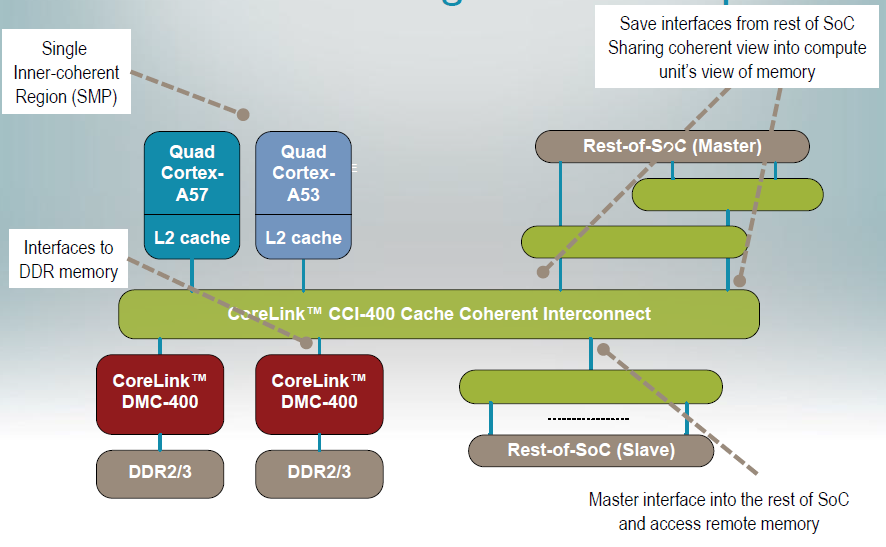 Single
Inner-coherent
Region (SMP)
Save interfaces from rest of SoC
Sharing coherent view into compute
unit's view of memory
Quad
Cortex-
A57
L2 cache
Quad
Cortex-
A53
L2 cache
E
Rest-of-SoC (Master)
Interfaces to
DDR memory
CoreLink™ CCI-400 Cache Coherent Interconnect
CoreLink™
DMC-400
CoreLink™
DMC-400
DDR2/3
DDR2/3
Rest-of-SoC (Slave)
Master interface into the rest of SoC
and access remote memory